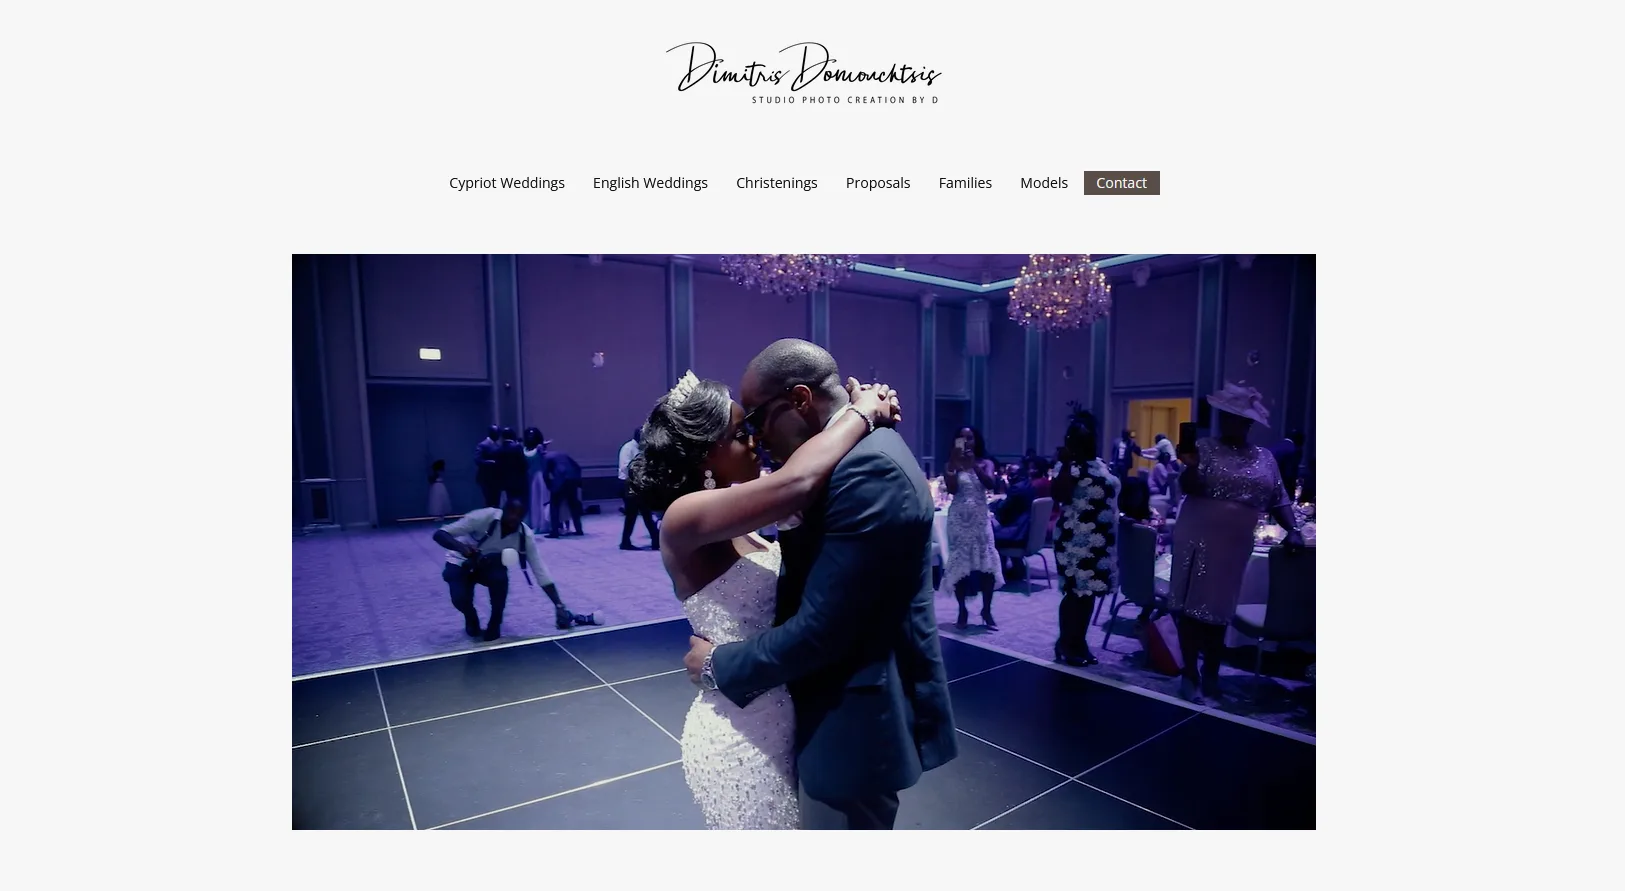 Dimitris Domouchtsis
STUDIO PHOTO CREATION BY D
Cypriot Weddings English Weddings Christenings Proposals Families Models Contact